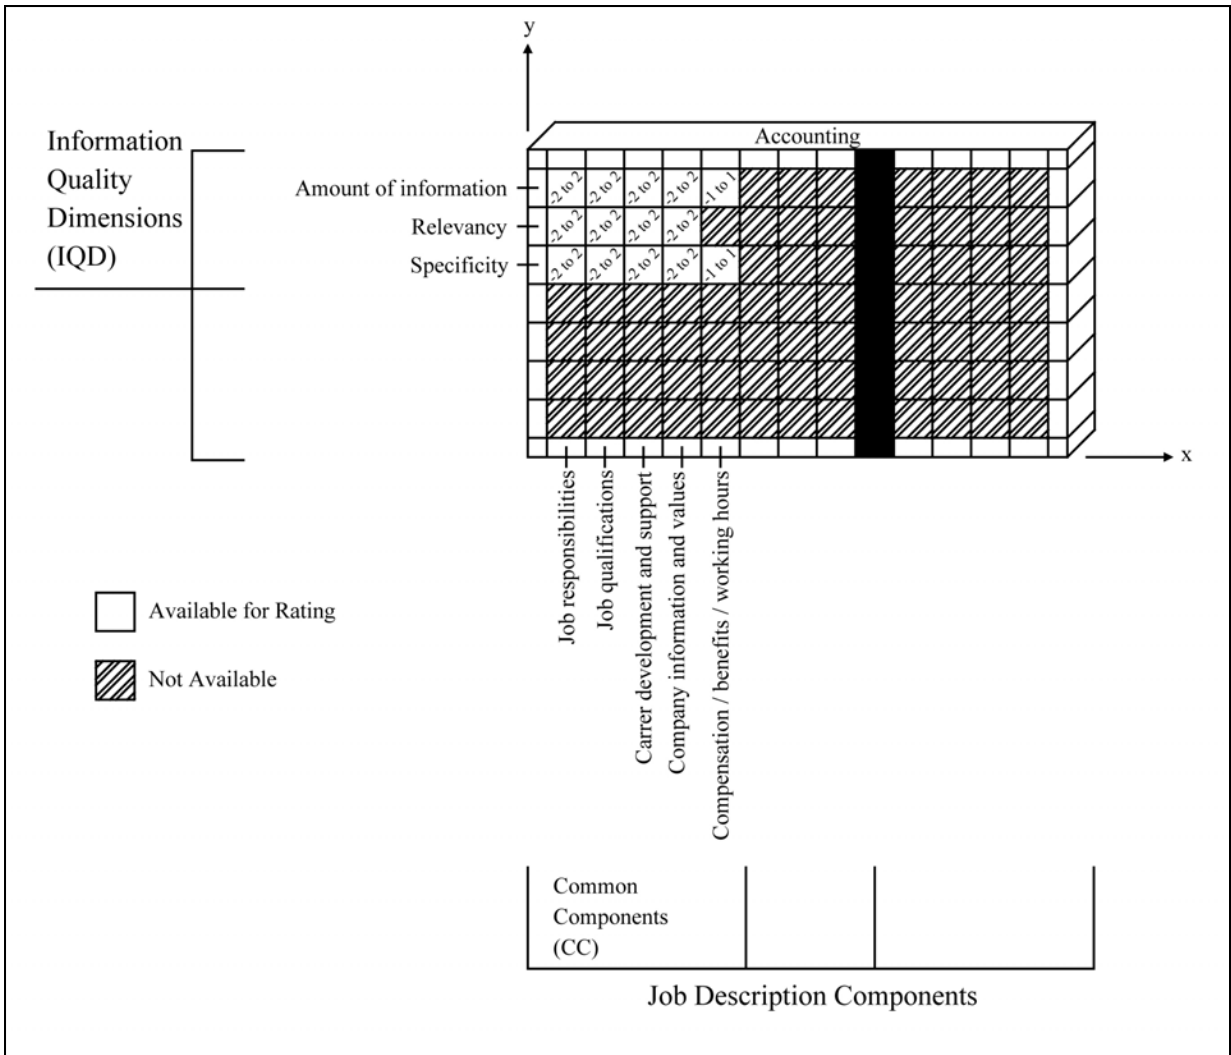 y
Accounting
Information
Quality
Dimensions
(IQD)
Amount of information
-2 to 2 -2 to 2 -2 to 2 -2 to 2 -1 to 1
Relevancy
-2 to 2 -2 to 2 -2 to 2 -2 to 2
Specificity
-2 to 2 -2 to 2 -2 to 2 -2 to 2 -1 to 1
x
Job responsibilities
Job qualifications
Carrer development and support
Company information and values
Compensation / benefits / working hours
Available for Rating
Not Available
Common
Components
(CC)
Job Description Components